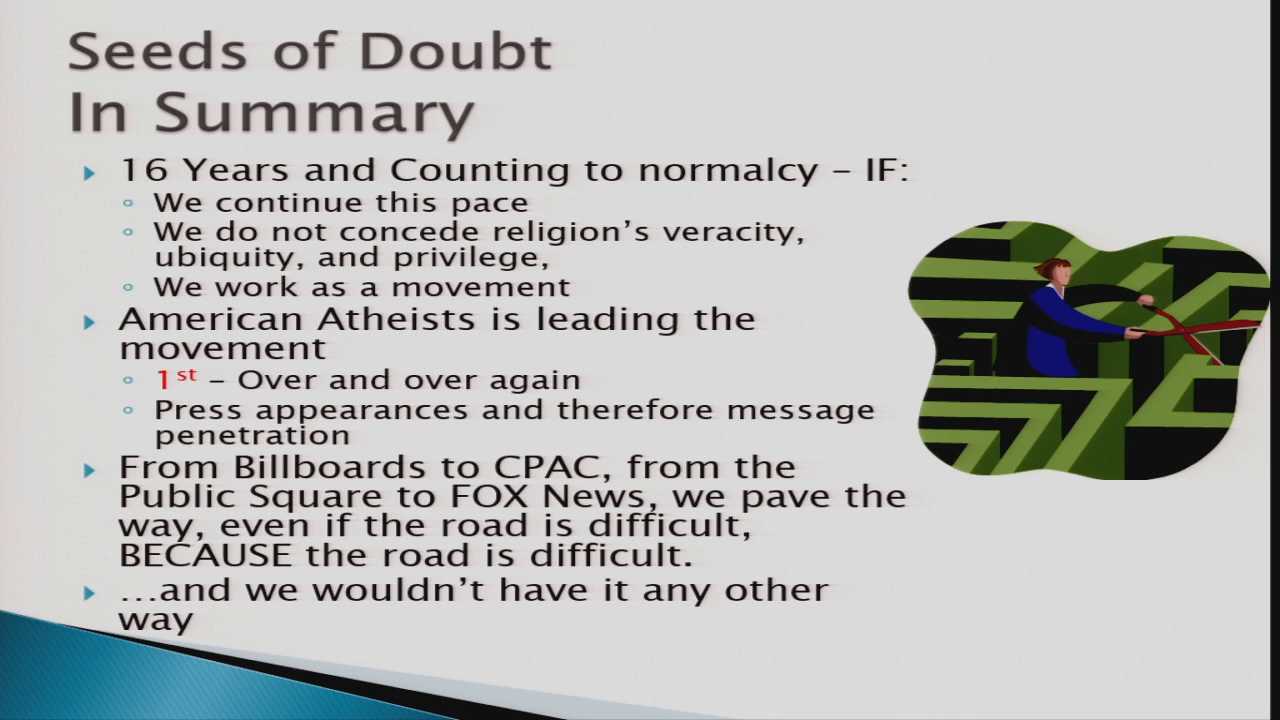 Seeds of Doubt
In Summary
16 Years and Counting to normalcy – IF:
We continue this pace
We do not concede religion’s veracity,
ubiquity, and privilege,
We work as a movement
American Atheists is leading the
movement
1st – Over and over again
Press appearances and therefore message
penetration
From Billboards to CPAC, from the
Public Square to FOX News, we pave the
way, even if the road is difficult,
BECAUSE the road is difficult.
…and we wouldn’t have it any other
way